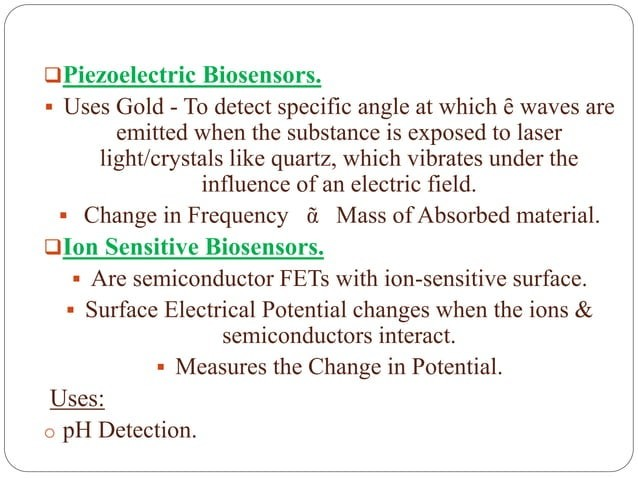 Piezoelectric Biosensors.
Uses Gold - To detect specific angle at which ȇ waves are
emitted when the substance is exposed to laser
light/crystals like quartz, which vibrates under the
influence of an electric field.
Change in Frequency ᾶ Mass of Absorbed material.
Ion Sensitive Biosensors.
Are semiconductor FETs with ion-sensitive surface.
Surface Electrical Potential changes when the ions &
semiconductors interact.
Measures the Change in Potential.
Uses:
pH Detection.